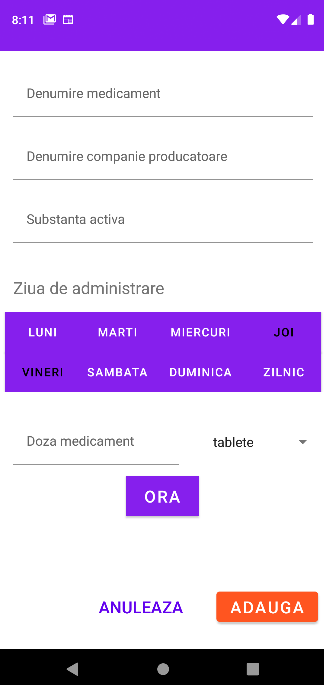 8:11
Denumire medicament
Denumire companie producatoare
Substanta activa
Ziua de administrare
LUNI MARTI MIERCURI JOI
VINERI SAMBATA DUMINICA ZILNIC
Doza medicament tablete
ORA
ANULEAZA ADAUGA